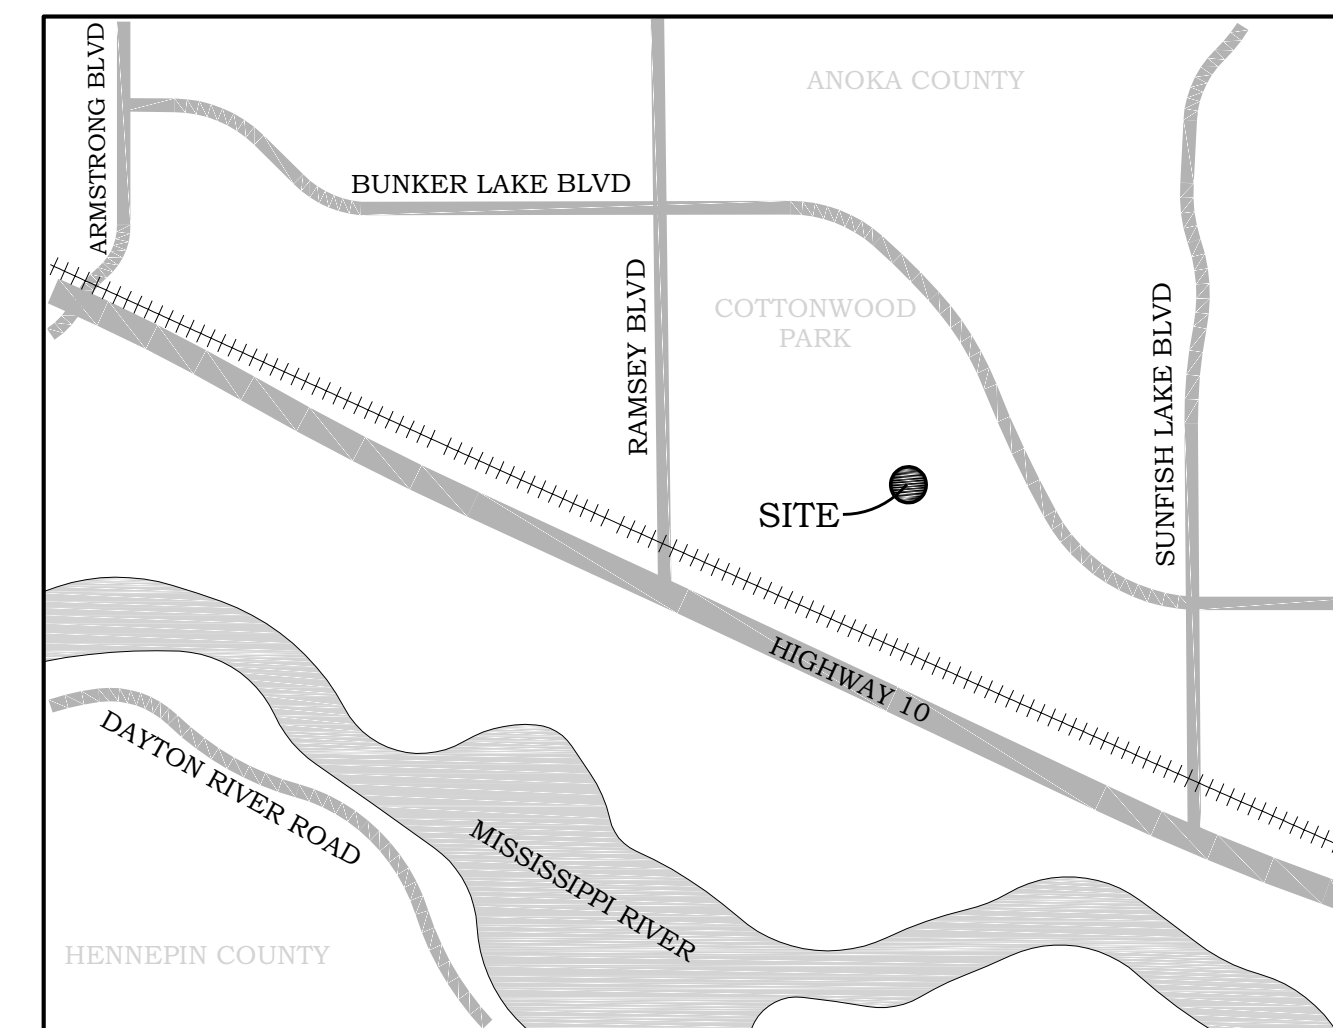 ARMSTRONG BLVD
ANOKA COUNTY
BUNKER LAKE BLVD
RAMSEY BLVD
COTTONWOOD
PARK
SUNFISH LAKE BLVD
SITE
HIGHWAY 10
DAYTON RIVER ROAD
MISSISSIPPI RIVER
HENNEPIN COUNTY